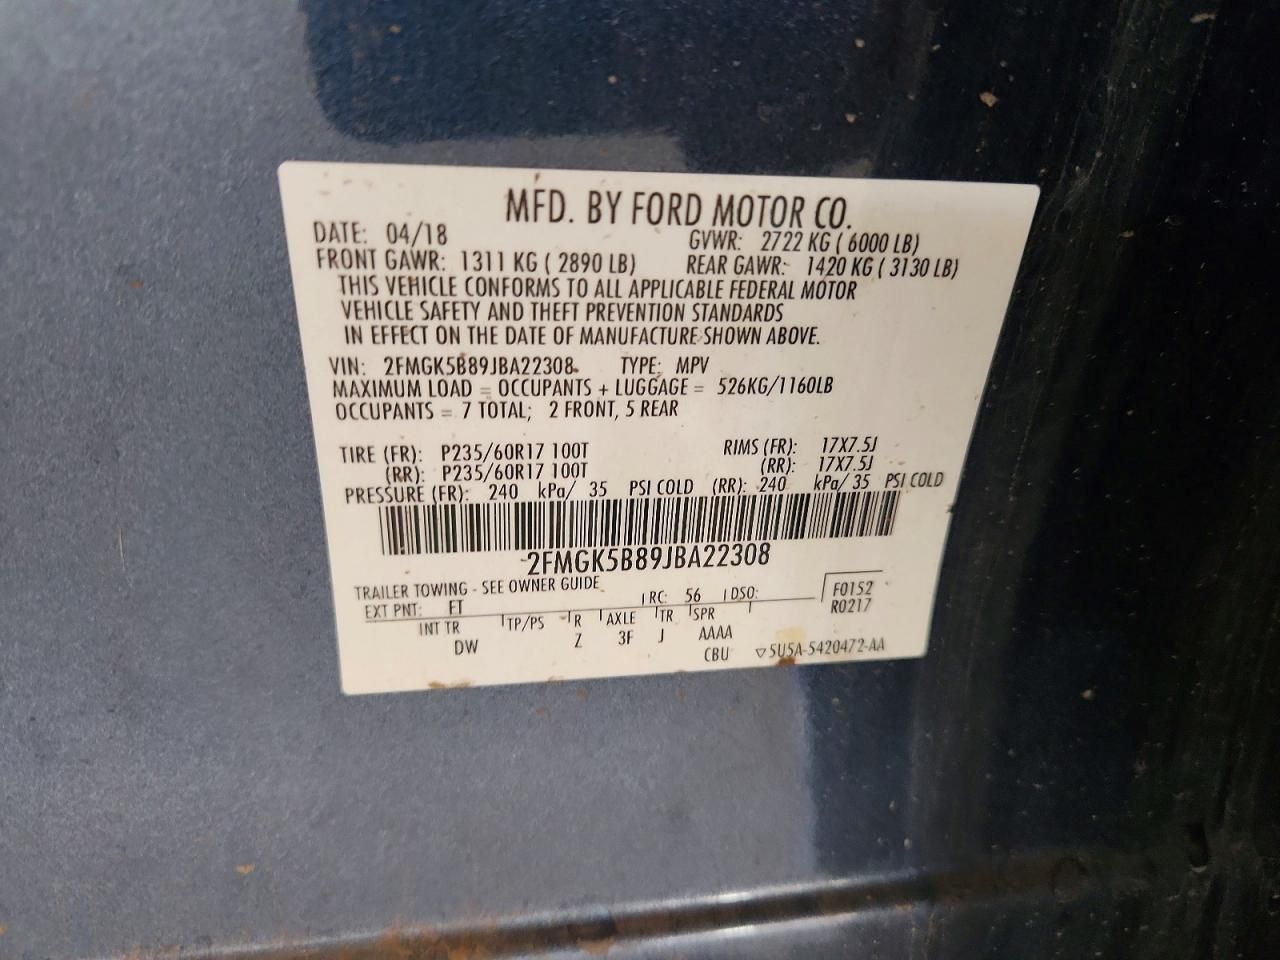 MFD. BY FORD MOTOR CO.
DATE: 04/18 GVWR: 2722 KG ( 6000 LB)
FRONT GAWR: 1311 KG ( 2890 LB) REAR GAWR: 1420 KG ( 3130 LB)
THIS VEHICLE CONFORMS TO ALL APPLICABLE FEDERAL MOTOR
VEHICLE SAFETY AND THEFT PREVENTION STANDARDS
IN EFFECT ON THE DATE OF MANUFACTURE SHOWN ABOVE.
VIN: 2FMGK5B89JBA22308 TYPE: MPV
MAXIMUM LOAD = OCCUPANTS + LUGGAGE = 526KG/1160LB
OCCUPANTS = 7 TOTAL; 2 FRONT, 5 REAR
TIRE (FR): P235/60R17 100T RIMS (FR): 17X7.5J
(RR): P235/60R17 100T (RR): 17X7.5J
PRESSURE (FR): 240 kPa/ 35 PSI COLD (RR): 240 kPa/ 35 PSI COLD
2FMGK5B89JBA22308
TRAILER TOWING - SEE OWNER GUIDE
EXT PNT: FT RC: 56 DSO: F0152
R0217
INT TR TP/PS R AXLE TR SPR
DW Z 3F J AAAA
CBU ▽5U5A-5420472-AA